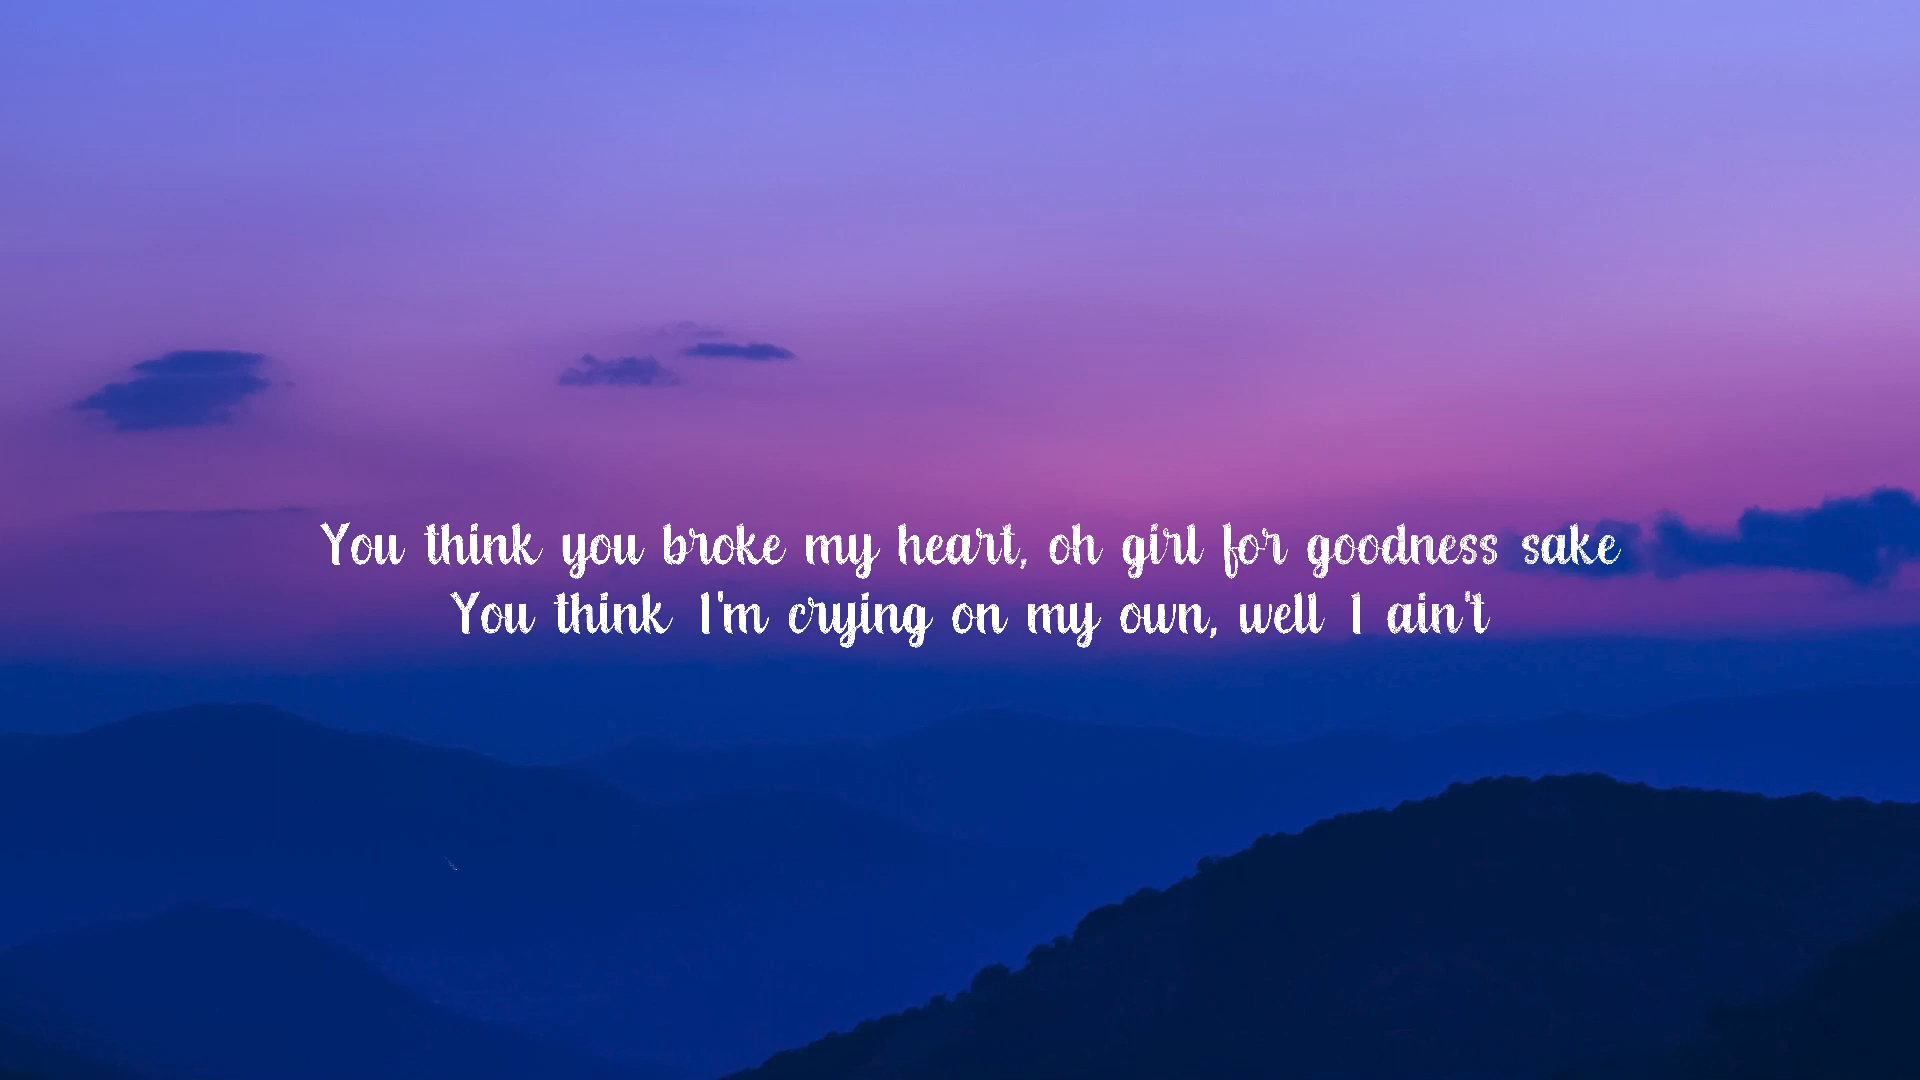 You think you broke my heart, oh girl for goodness sake
You think I'm crying on my own, well I ain't